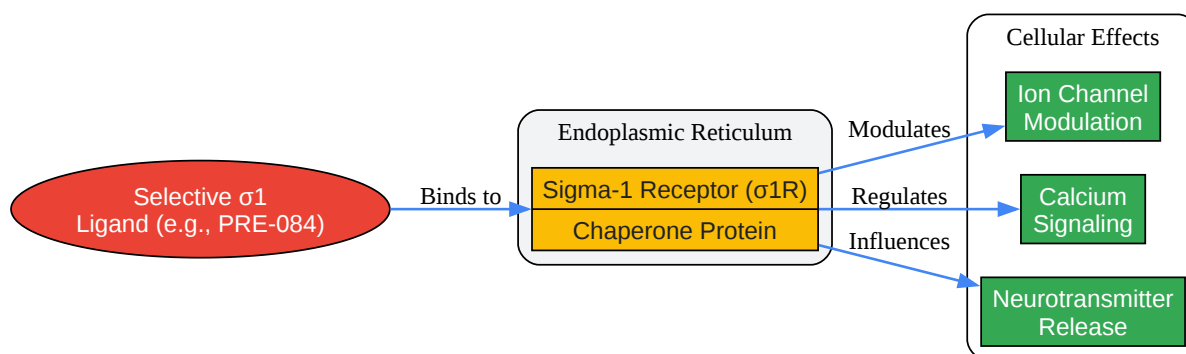 Selective σ1
Ligand (e.g., PRE-084)
Binds to
Endoplasmic Reticulum
Sigma-1 Receptor (σ1R)
Chaperone Protein
Modulates
Regulates
Influences
Cellular Effects
Ion Channel
Modulation
Calcium
Signaling
Neurotransmitter
Release